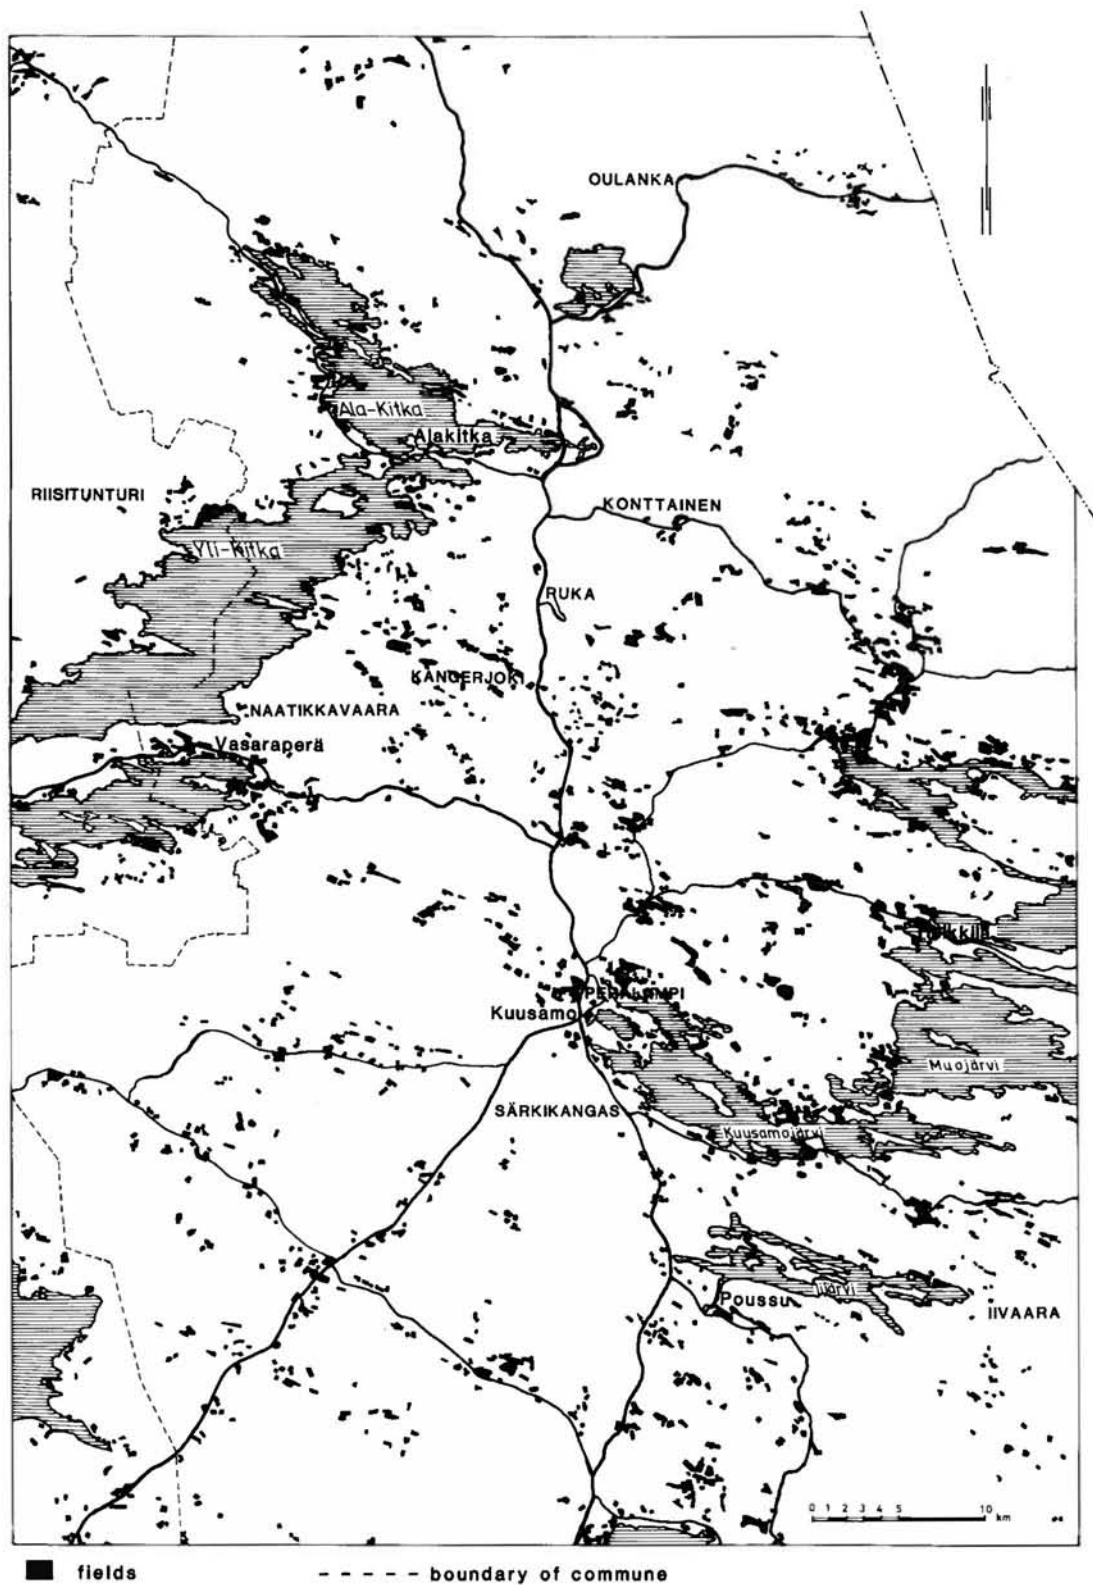 OULANKA
Ala-Kitka
Alakitka
RIISITUNTURI
KONTTAINEN
Yli-Kitka
RUKA
KANGERJOKI
NAATIKKAVAARA
Vasaraperä
Kuusamo
Muojärvi
SÄRKIKANGAS
Kuusamojärvi
Iijärvi
Poussu
IIVAARA
0 1 2 3 4 5 10
km
fields
boundary of commune